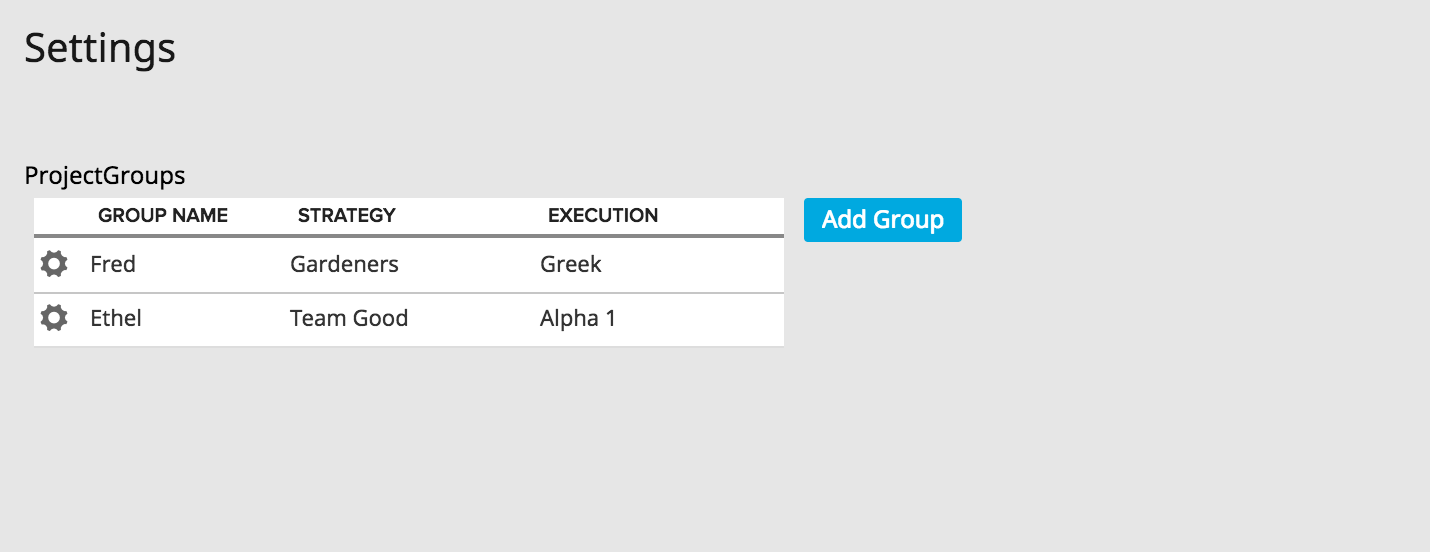 Settings
ProjectGroups
GROUP NAME STRATEGY EXECUTION
Add Group
Fred Gardeners Greek
Ethel Team Good Alpha 1